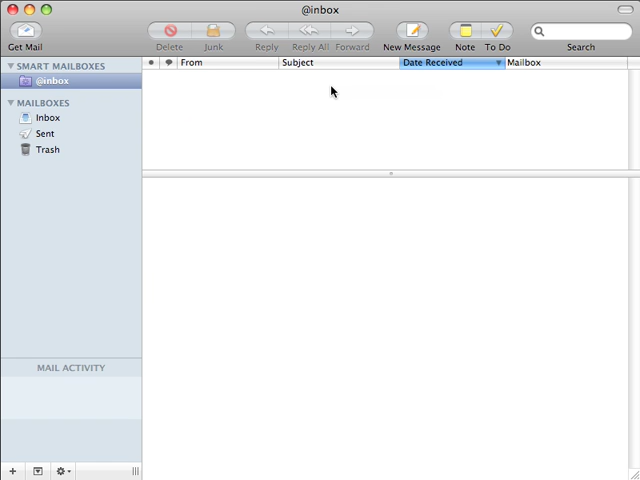 @inbox
Get Mail
Delete
Junk
Reply
Reply All
Forward
New Message
Note
To Do
Search
SMART MAILBOXES
@inbox
MAILBOXES
Inbox
Sent
Trash
From
Subject
Date Received
Mailbox
MAIL ACTIVITY